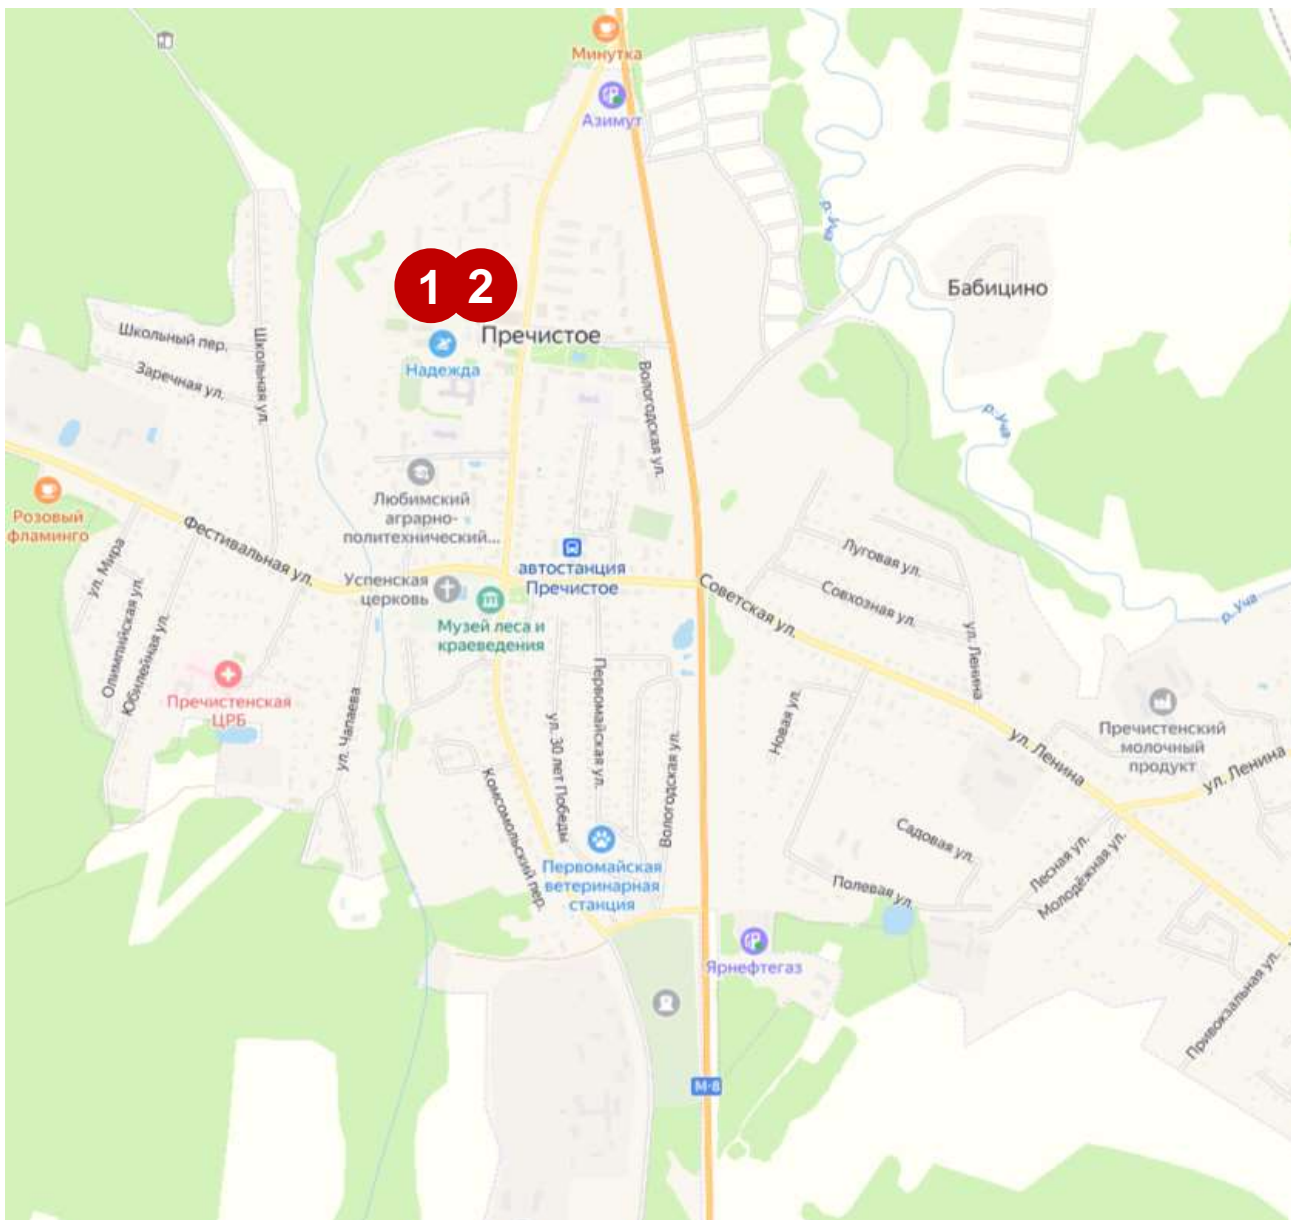 Минутка
Азимут
р. Уча
Бабицино
1 2
Пречистое
Надежда
Школьный пер.
Заречная ул.
Школьная ул.
Вологодская ул.
р. Уча
Розовый
фламинго
Фестивальная ул.
Любимский
аграрно-
политехнический...
автостанция
Пречистое
Успенская
церковь
Музей леса и
краеведения
Советская ул.
Луговая ул.
Совхозная ул.
ул. Ленина
р. Уча
ул. Мира
Олимпийская ул.
Юбилейная ул.
Пречистенская
ЦРБ
ул. Чапаева
ул. 30 лет Победы
Первомайская ул.
Вологодская ул.
Новая ул.
Комсомольский пер.
ул. Ленина
Пречистенский
молочный
продукт
ул. Ленина
Первомайская
ветеринарная
станция
Садовая ул.
Полевая ул.
Лесная ул.
Молодёжная ул.
Ярнефтегаз
Привокзальная ул.
М-8